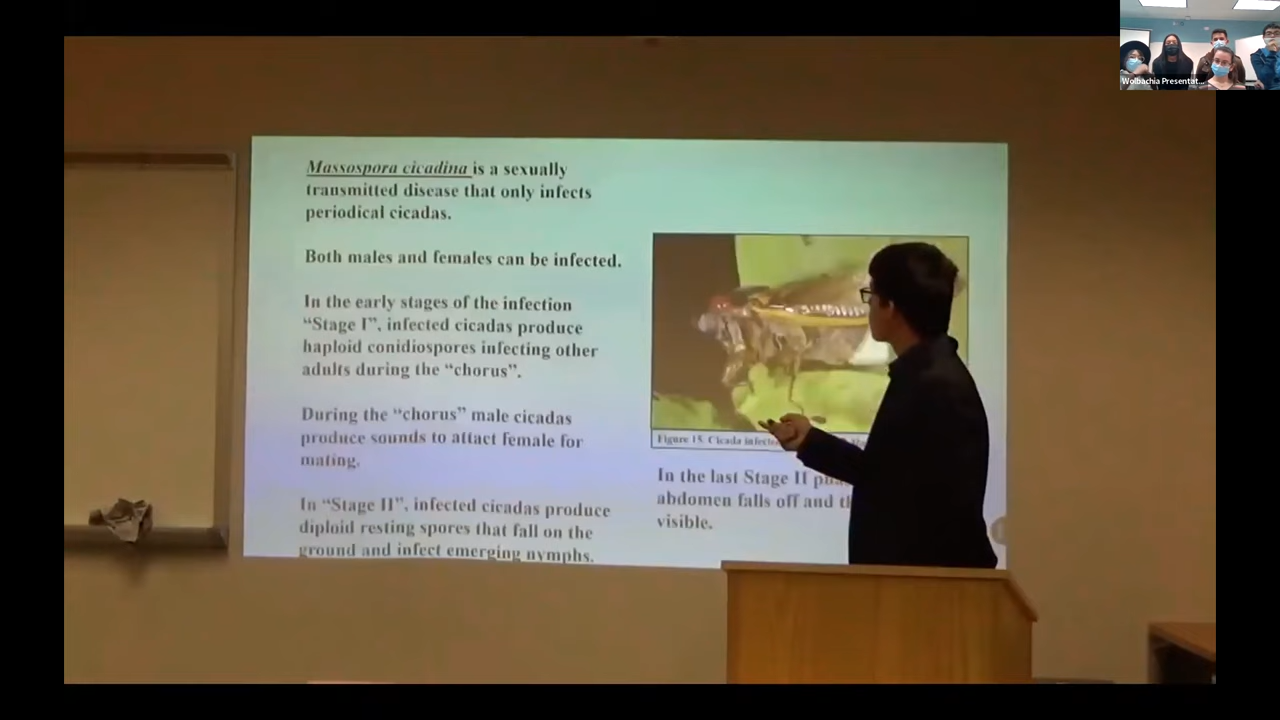 Massospora cicadina is a sexually
transmitted disease that only infects
periodical cicadas.
Both males and females can be infected.
In the early stages of the infection
“Stage I”, infected cicadas produce
haploid conidiospores infecting other
adults during the “chorus”.
During the “chorus” male cicadas
produce sounds to attact female for
mating.
In “Stage II”, infected cicadas produce
diploid resting spores that fall on the
ground and infect emerging nymphs.
Figure 15. Cicada
In the last Stage II
abdomen falls off and
visible.
Wolbachia Presentat...